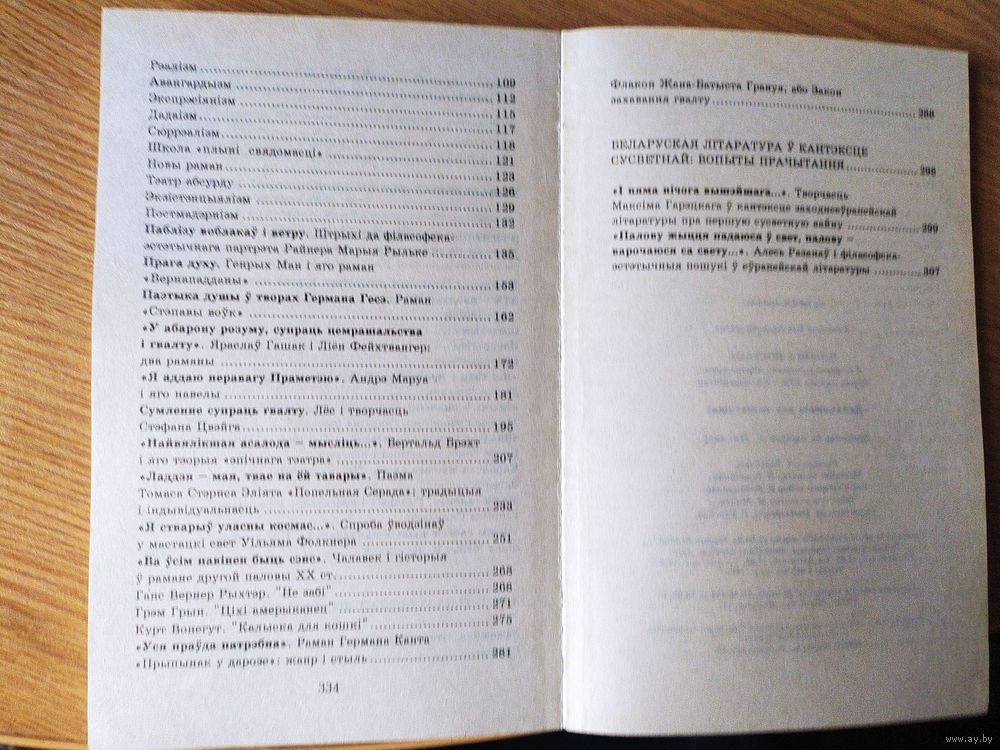 Рэалізм
Авангардызм 109
Экспрэсіянізм 112
Дадаізм 115
Сюррэалізм 117
Школа «плыні свядомасці» 118
Новы раман 121
Тэатр абсурду 123
Экзістэнцыялізм 126
Постмадэрнізм 129
Паблізу воблакаў і ветру. Штрыхі да філасофска- 132
эстэтычнага партрэта Райнера Марыя Рыльке 135
Прага духу. Генрых Ман і яго раман
«Вернападданы» 153
Паэтыка душы ў творах Германа Гесэ. Раман
«Стэпавы воўк» 162
«У абарону розуму, супраць цемрашальства
і гвалту». Яраслаў Гашак і Ліён Фейхтвангер:
два раманы 172
«Я аддаю перавагу Праметэю». Андрэ Маруа
і яго навелы 181
Сумленне супраць гвалту. Лёс і творчасць
Стэфана Цвэйга 195
«Найвялікшая асалода — мысліць...». Бертальд Брэхт
і яго тэорыя «эпічнага тэатра» 207
«Ладдзя — мая, твае на ёй тавары». Паэма
Томаса Стэрнса Эліята «Попельная Серада»: традыцыя
і індывідуальнасць 233
«Я стварыў уласны космас...». Спроба ўводзінаў
у мастацкі свет Уільяма Фолкнера 251
«Ва ўсім павінен быць сэнс». Чалавек і гісторыя
ў рамане другой паловы XX ст. 268
Ганс Вернер Рыхтэр. "Не забі" 268
Грэм Грын. "Ціхі амерыканец" 271
Курт Вонегут. "Калыска для кошкі" 275
«Уся праўда патрэбна». Раман Германа Канта
«Прыпынак у дарозе»: жанр і стыль 281
334
Флакон Жана-Батыста Грэнуя, або Закон
захавання гвалту 288
БЕЛАРУСКАЯ ЛІТАРАТУРА Ў КАНТЭКСЦЕ
СУСВЕТНАЙ: ВОПЫТЫ ПРАЧЫТАННЯ 298
«І няма нічога вышэйшага...». Творчасць
Максіма Гарэцкага ў кантэксце заходнееўрапейскай
літаратуры пра першую сусветную вайну 299
«Палову жыцця падаюся ў свет, палову —
варочаюся са свету...». Алесь Разанаў і філасофска-
эстэтычныя пошукі ў еўрапейскай літаратуры 307
www.ay.by